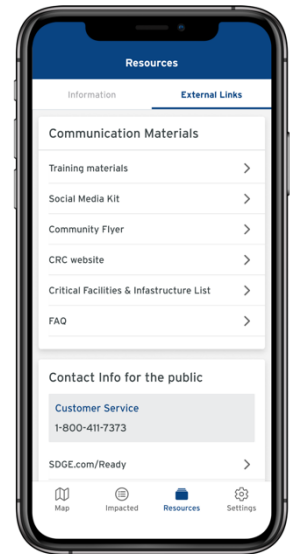 Resources
Information
External Links
Communication Materials
Training materials
Social Media Kit
Community Flyer
CRC website
Critical Facilities & Infastructure List
FAQ
Contact Info for the public
Customer Service
1-800-411-7373
SDGE.com/Ready
Map
Impacted
Resources
Settings